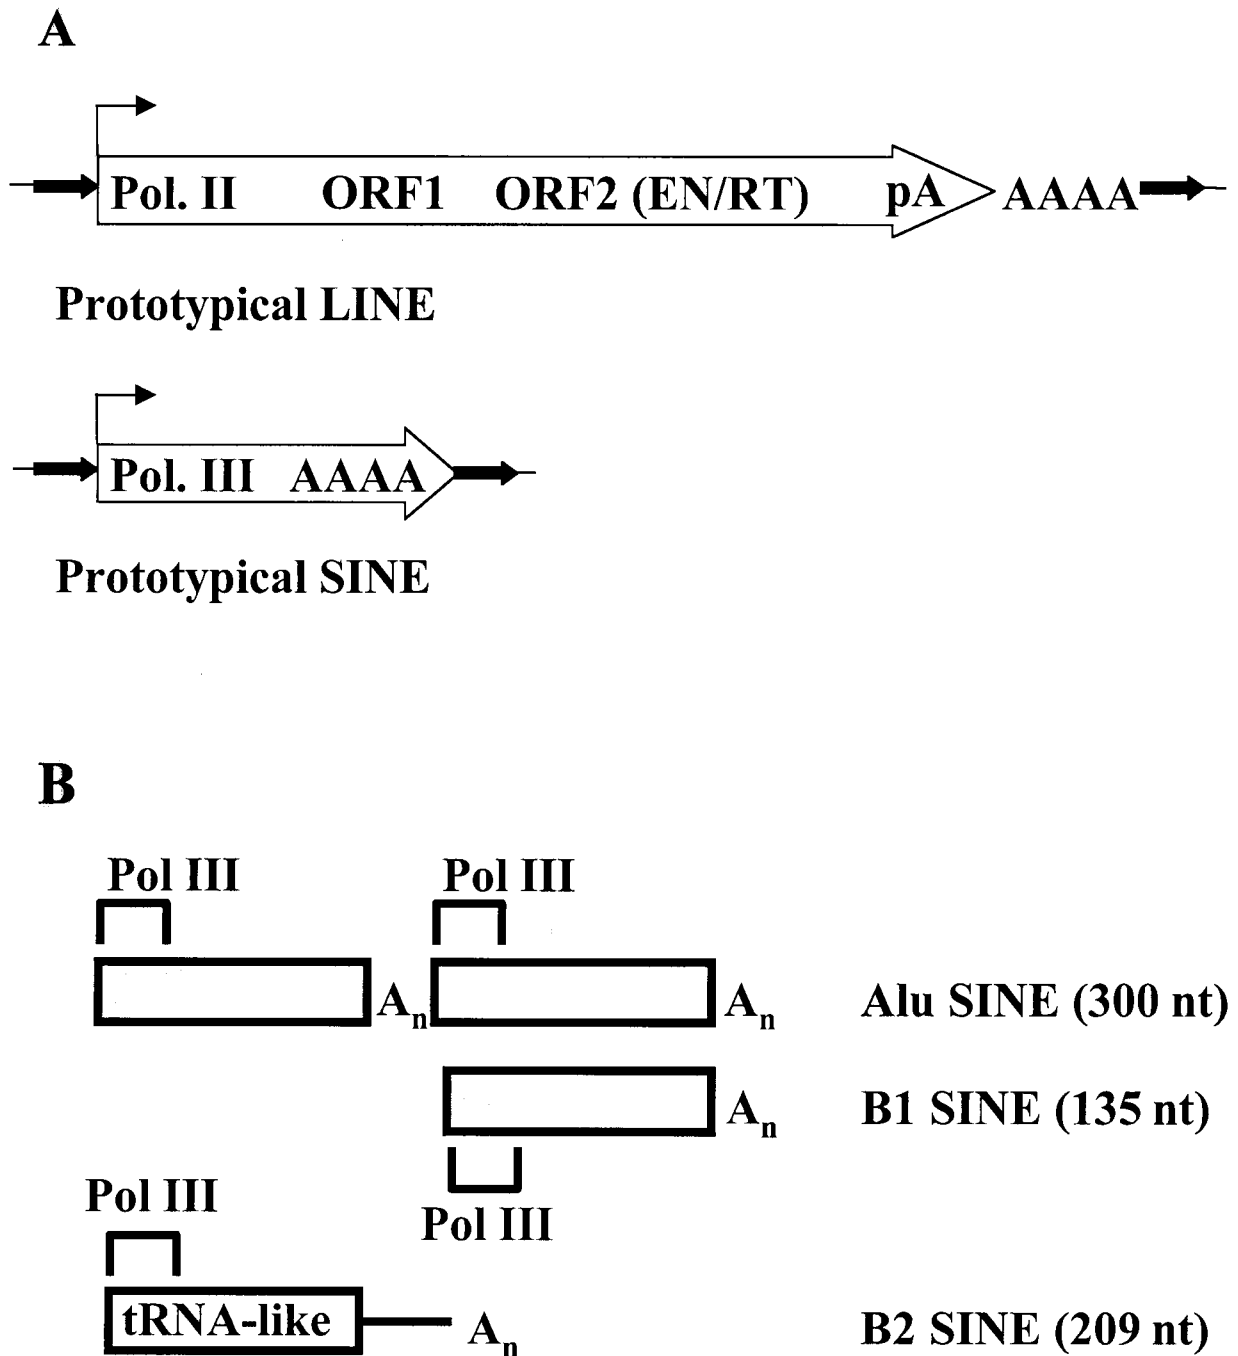 A
Pol. II ORF1 ORF2 (EN/RT) pA AAAA
Prototypical LINE
Pol. III AAAA
Prototypical SINE
B
Pol III Pol III
An An Alu SINE (300 nt)
An B1 SINE (135 nt)
Pol III
Pol III
tRNA-like An B2 SINE (209 nt)